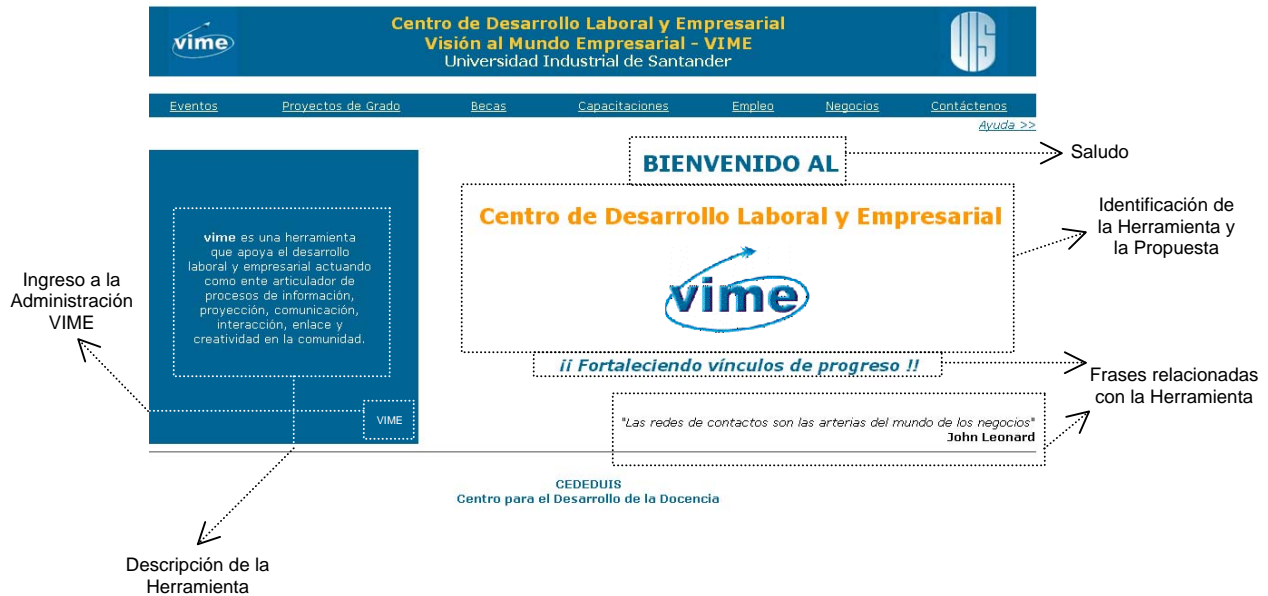 vime
Centro de Desarrollo Laboral y Empresarial
Visión al Mundo Empresarial - VIME
Universidad Industrial de Santander
UIS
Eventos Proyectos de Grado Becas Capacitaciones Empleo Negocios Contáctenos
Ayuda >>
BIENVENIDO AL
Saludo
Centro de Desarrollo Laboral y Empresarial
vime
Identificación de
la Herramienta y
la Propuesta
vime es una herramienta
que apoya el desarrollo
laboral y empresarial actuando
como ente articulador de
procesos de información,
proyección, comunicación,
interacción, enlace y
creatividad en la comunidad.
Ingreso a la
Administración
VIME
¡¡ Fortaleciendo vínculos de progreso !!
Frases relacionadas
con la Herramienta
VIME
"Las redes de contactos son las arterias del mundo de los negocios"
John Leonard
CEDEDUIS
Centro para el Desarrollo de la Docencia
Descripción de la
Herramienta